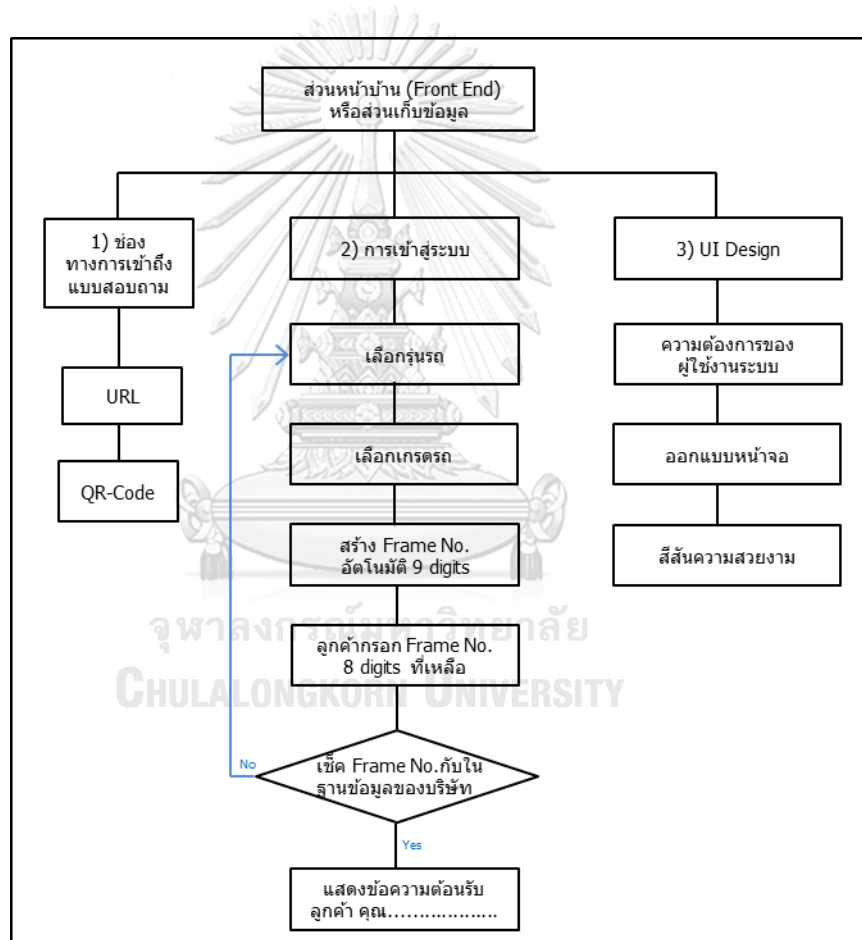 ส่วนหน้าบ้าน (Front End)
หรือส่วนเก็บข้อมูล
1) ช่อง
ทางการเข้าถึง
แบบสอบถาม
URL
QR-Code
2) การเข้าสู่ระบบ
เลือกรุ่นรถ
เลือกเกรดรถ
สร้าง Frame No.
อัตโนมัติ 9 digits
ลูกค้ากรอก Frame No.
8 digits ที่เหลือ
เช็ค Frame No.กับใน
ฐานข้อมูลของบริษัท
No
Yes
แสดงข้อความต้อนรับ
ลูกค้า คุณ....................
3) UI Design
ความต้องการของ
ผู้ใช้งานระบบ
ออกแบบหน้าจอ
สีสันความสวยงาม
จุฬาลงกรณ์มหาวิทยาลัย
CHULALONGKORN UNIVERSITY